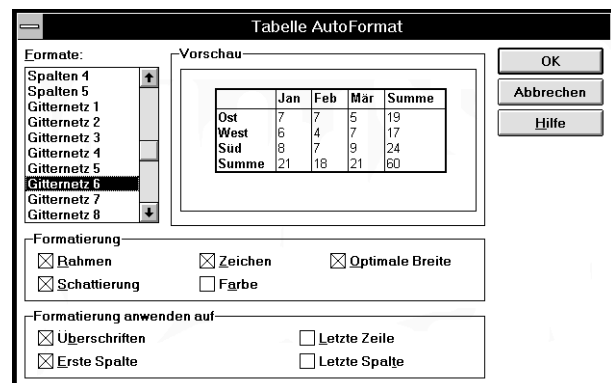 Tabelle AutoFormat
Formate:
Spalten 4
Spalten 5
Gitternetz 1
Gitternetz 2
Gitternetz 3
Gitternetz 4
Gitternetz 5
Gitternetz 6
Gitternetz 7
Gitternetz 8
Vorschau
Jan Feb Mär Summe
Ost 7 7 5 19
West 6 4 7 17
Süd 8 7 9 24
Summe 21 18 21 60
OK
Abbrechen
Hilfe
Formatierung
Rahmen Zeichen Optimale Breite
Schattierung Farbe
Formatierung anwenden auf
Überschriften Letzte Zeile
Erste Spalte Letzte Spalte